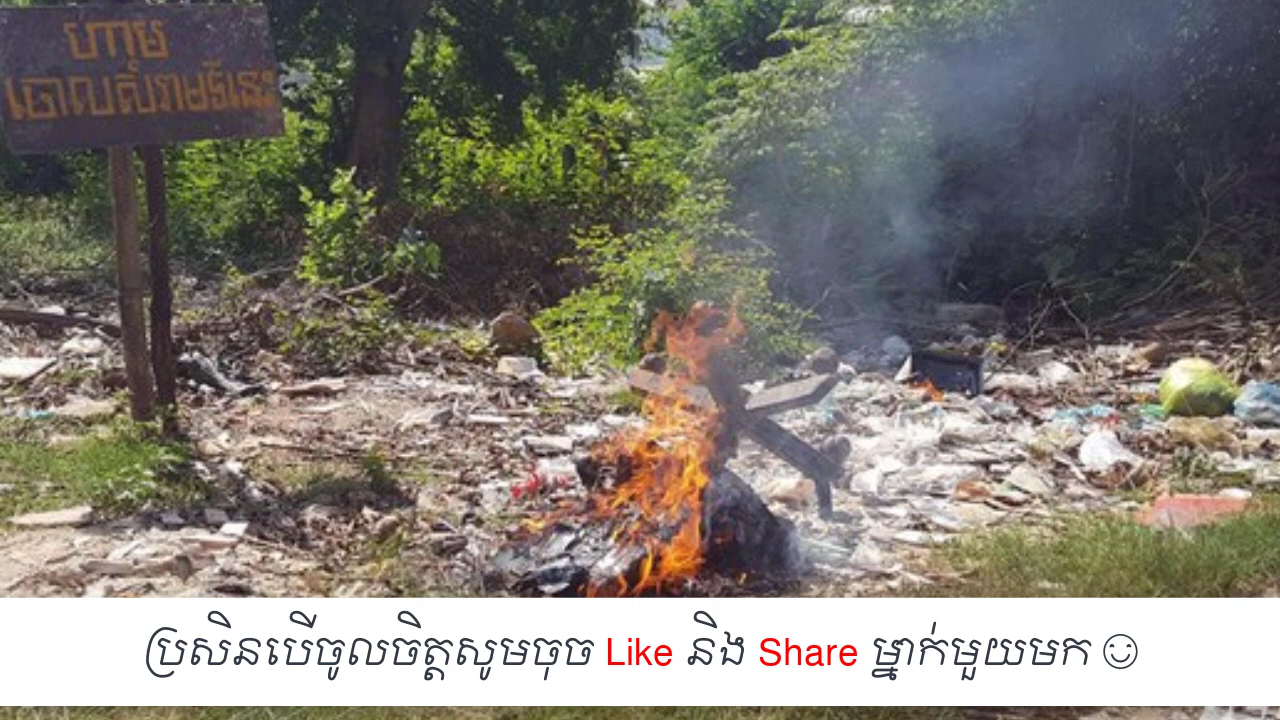 ហាម
ចោលសំរាមទីនេះ
ប្រសិនបើចូលចិត្តសូមចុច Like និង Share ម្នាក់មួយមក ☺